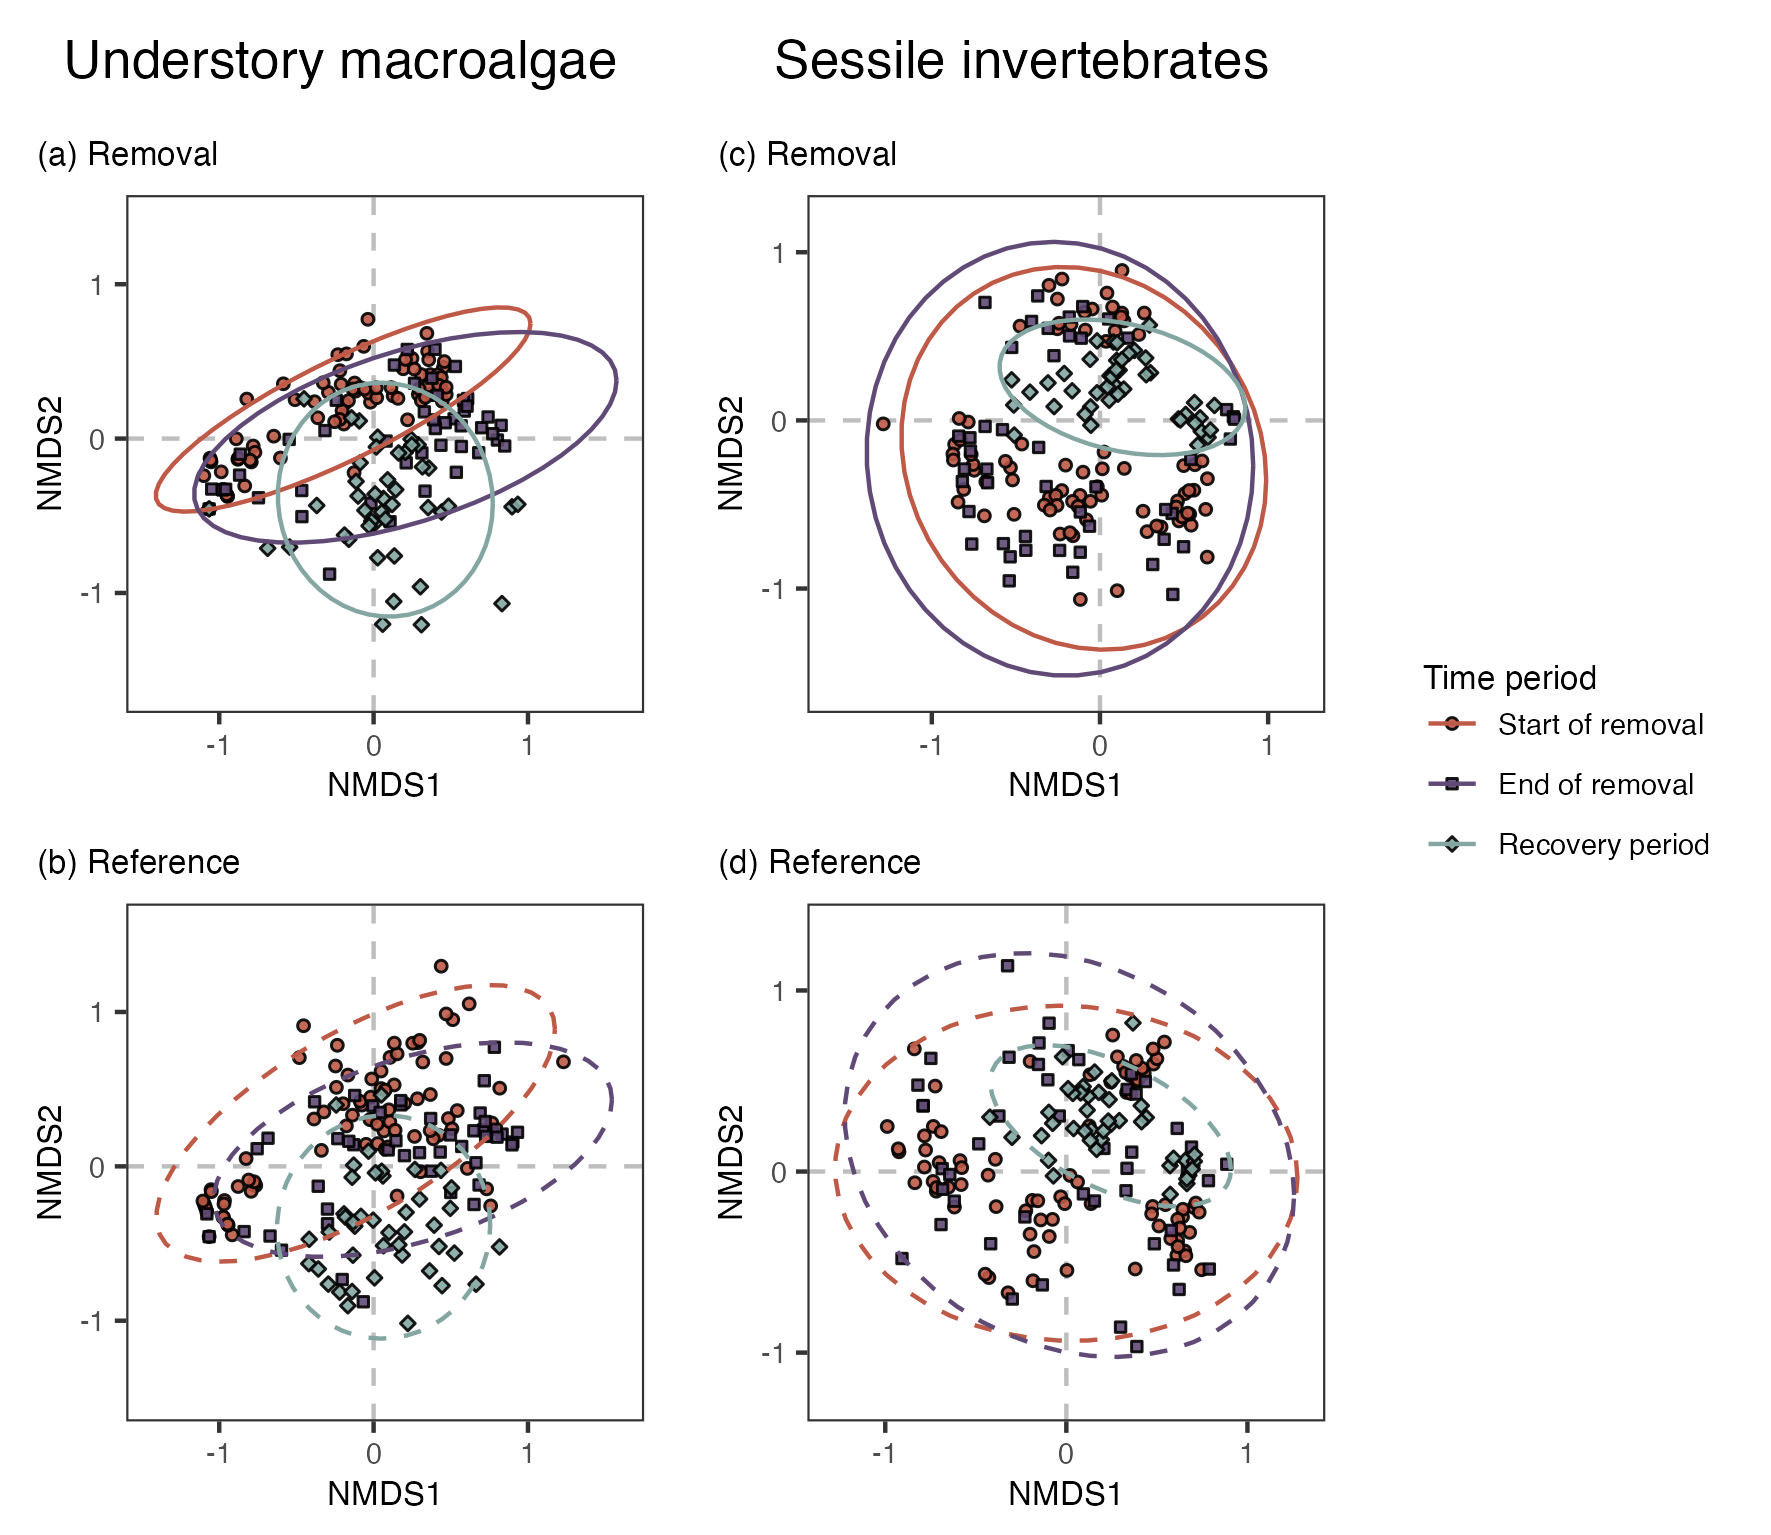 Understory macroalgae
Sessile invertebrates
(a) Removal
(c) Removal
1
0
-1
NMDS2
-1 0 1
NMDS1
1
0
-1
NMDS2
-1 0 1
NMDS1
Time period
Start of removal
End of removal
Recovery period
(b) Reference
(d) Reference
1
0
-1
NMDS2
-1 0 1
NMDS1
1
0
-1
NMDS2
-1 0 1
NMDS1